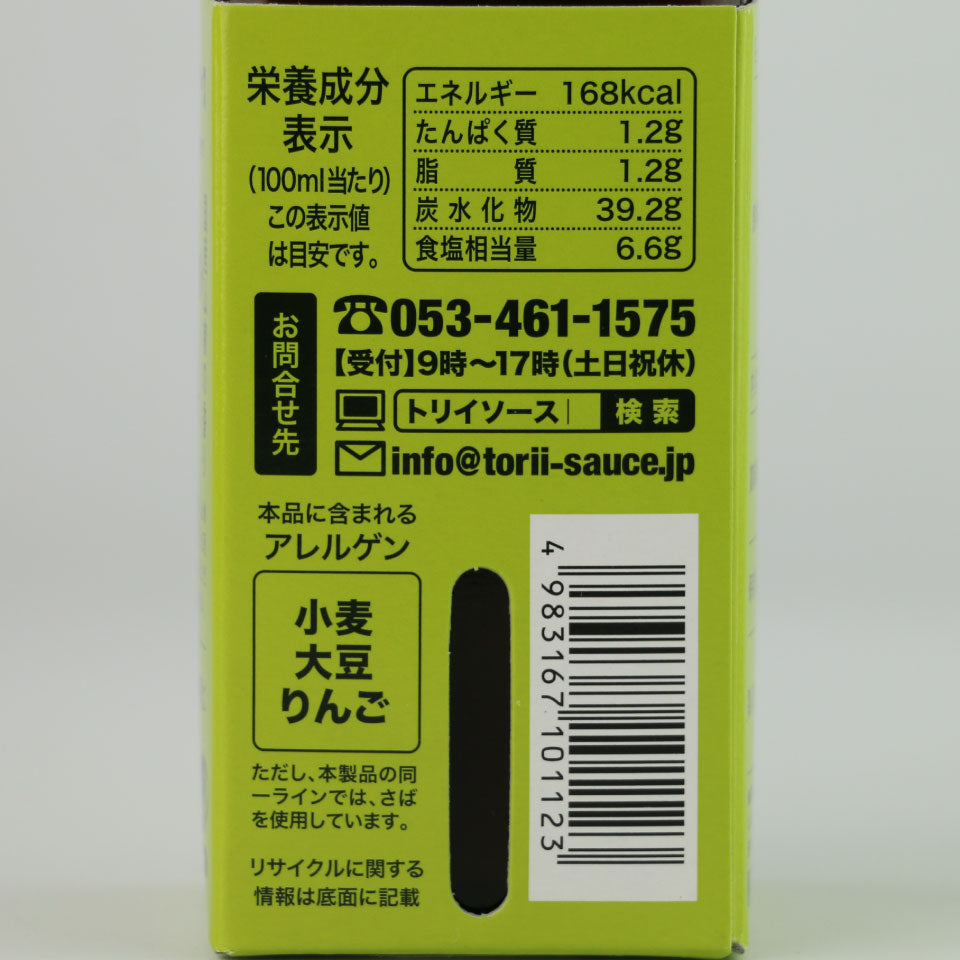 栄養成分
表示
(100ml当たり)
この表示値
は目安です。
エネルギー 168kcal
たんぱく質 1.2g
脂質 1.2g
炭水化物 39.2g
食塩相当量 6.6g
お問合せ先
☎053-461-1575
【受付】9時〜17時(土日祝休)
トリイソース 検索
info@torii-sauce.jp
本品に含まれる
アレルゲン
小麦
大豆
りんご
ただし、本製品の同
一ラインでは、さば
を使用しています。
リサイクルに関する
情報は底面に記載
4 983167 101123